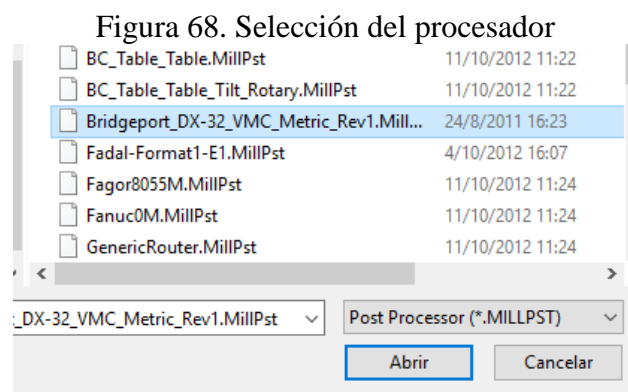 Figura 68. Selección del procesador
BC_Table_Table.MillPst 11/10/2012 11:22
BC_Table_Table_Tilt_Rotary.MillPst 11/10/2012 11:22
Bridgeport_DX-32_VMC_Metric_Rev1.Mill... 24/8/2011 16:23
Fadal-Format1-E1.MillPst 4/10/2012 16:07
Fagor8055M.MillPst 11/10/2012 11:24
Fanuc0M.MillPst 11/10/2012 11:24
GenericRouter.MillPst 11/10/2012 11:24
_DX-32_VMC_Metric_Rev1.MillPst Post Processor (*.MILLPST)
Abrir Cancelar